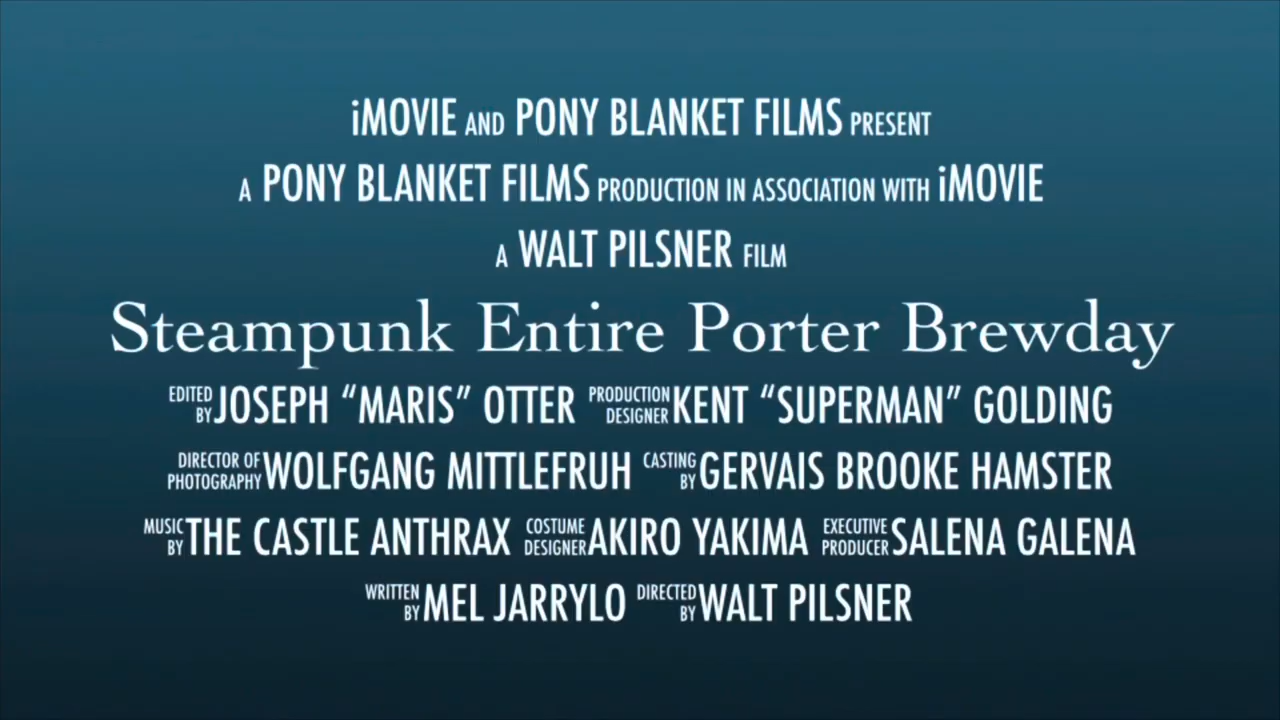 iMOVIE AND PONY BLANKET FILMS PRESENT
A PONY BLANKET FILMS PRODUCTION IN ASSOCIATION WITH iMOVIE
A WALT PILSNER FILM
Steampunk Entire Porter Brewday
EDITED BY JOSEPH “MARIS” OTTER PRODUCTION DESIGNER KENT “SUPERMAN” GOLDING
DIRECTOR OF PHOTOGRAPHY WOLFGANG MITTLEFRUH CASTING BY GERVAIS BROOKE HAMSTER
MUSIC BY THE CASTLE ANTHRAX COSTUME DESIGNER AKIRO YAKIMA EXECUTIVE PRODUCER SALENA GALENA
WRITTEN BY MEL JARRYLO DIRECTED BY WALT PILSNER